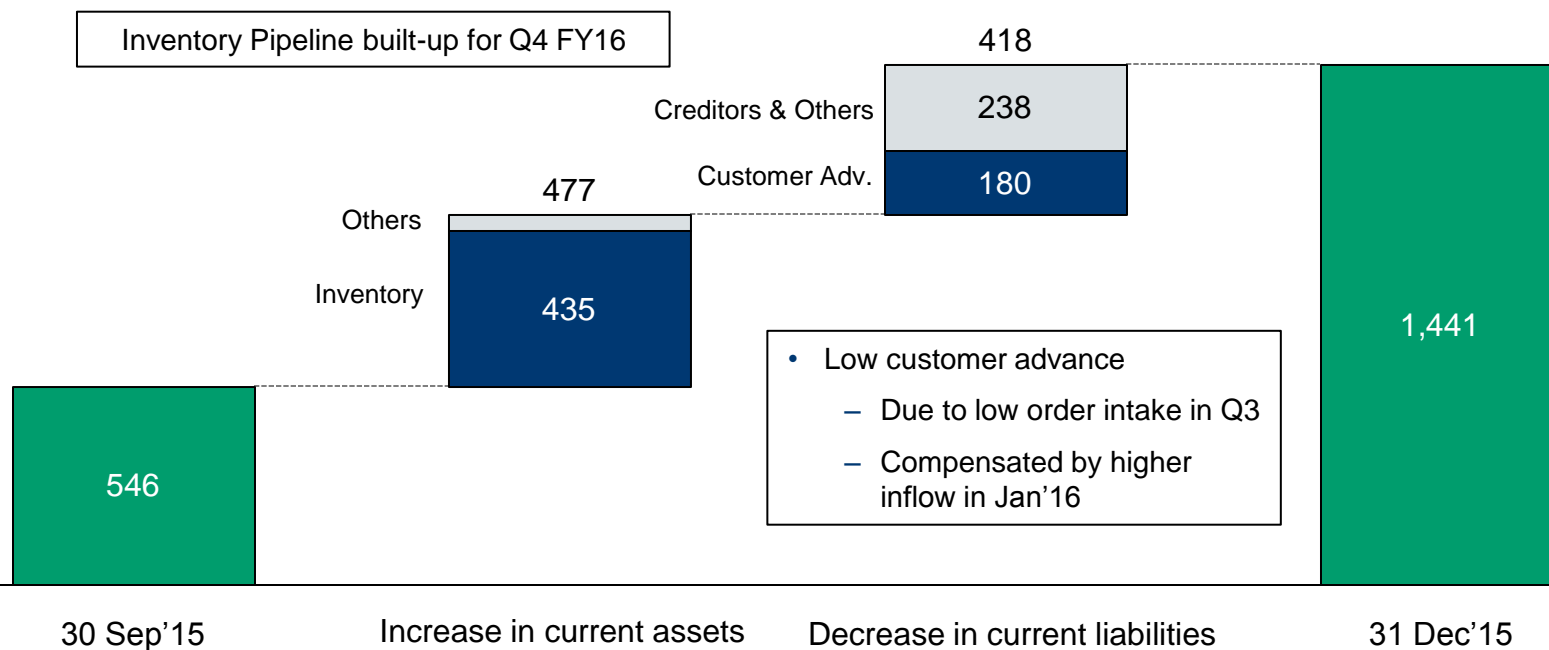 Inventory Pipeline built-up for Q4 FY16
418
Creditors & Others
238
Customer Adv.
180
477
Others
Inventory
435
1,441
• Low customer advance
– Due to low order intake in Q3
– Compensated by higher
inflow in Jan’16
546
30 Sep’15
Increase in current assets
Decrease in current liabilities
31 Dec’15